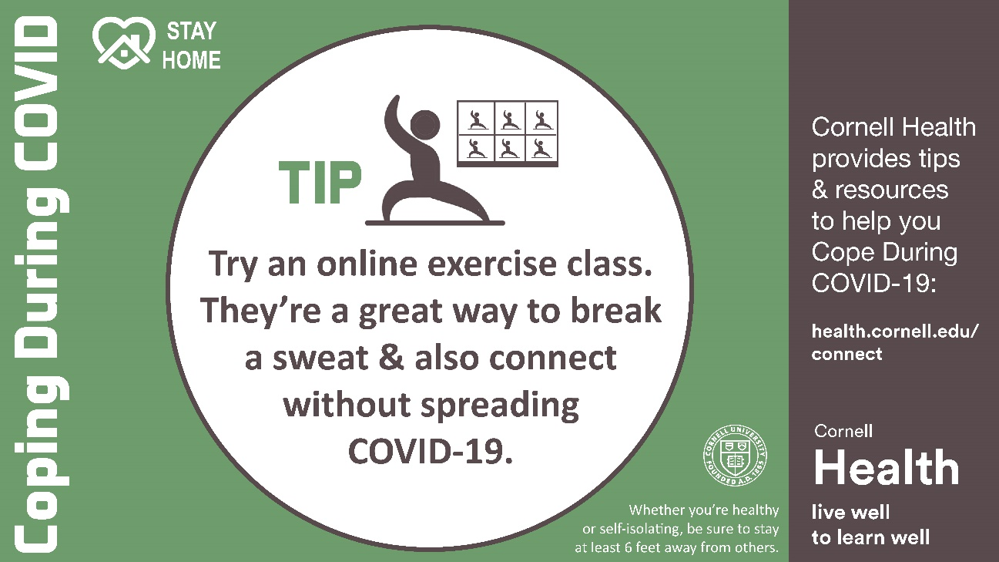 Coping During COVID
STAY
HOME
TIP
Try an online exercise class.
They’re a great way to break
a sweat & also connect
without spreading
COVID-19.
CORNELL UNIVERSITY
FOUNDED A.D. 1865
Whether you’re healthy
or self-isolating, be sure to stay
at least 6 feet away from others.
Cornell Health
provides tips
& resources
to help you
Cope During
COVID-19:
health.cornell.edu/
connect
Cornell
Health
live well
to learn well